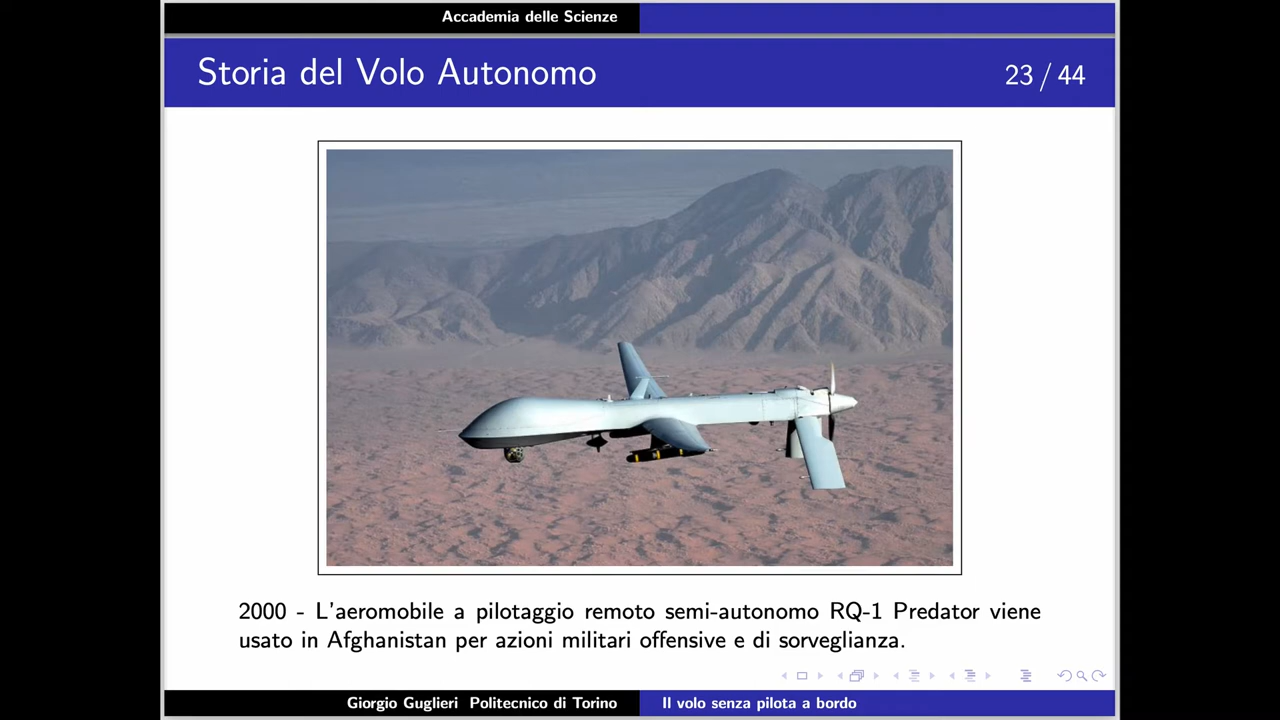 Accademia delle Scienze
Storia del Volo Autonomo
23 / 44
2000 - L'aeromobile a pilotaggio remoto semi-autonomo RQ-1 Predator viene
usato in Afghanistan per azioni militari offensive e di sorveglianza.
Giorgio Guglieri Politecnico di Torino
Il volo senza pilota a bordo